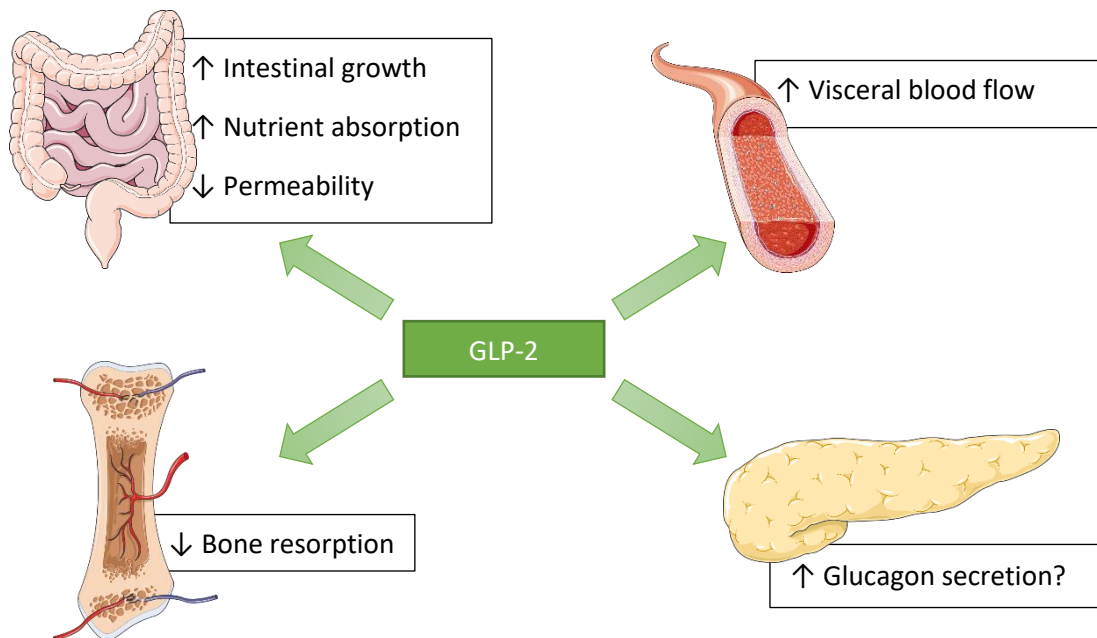 ↑ Intestinal growth
↑ Nutrient absorption
↓ Permeability
↑ Visceral blood flow
GLP-2
↓ Bone resorption
↑ Glucagon secretion?